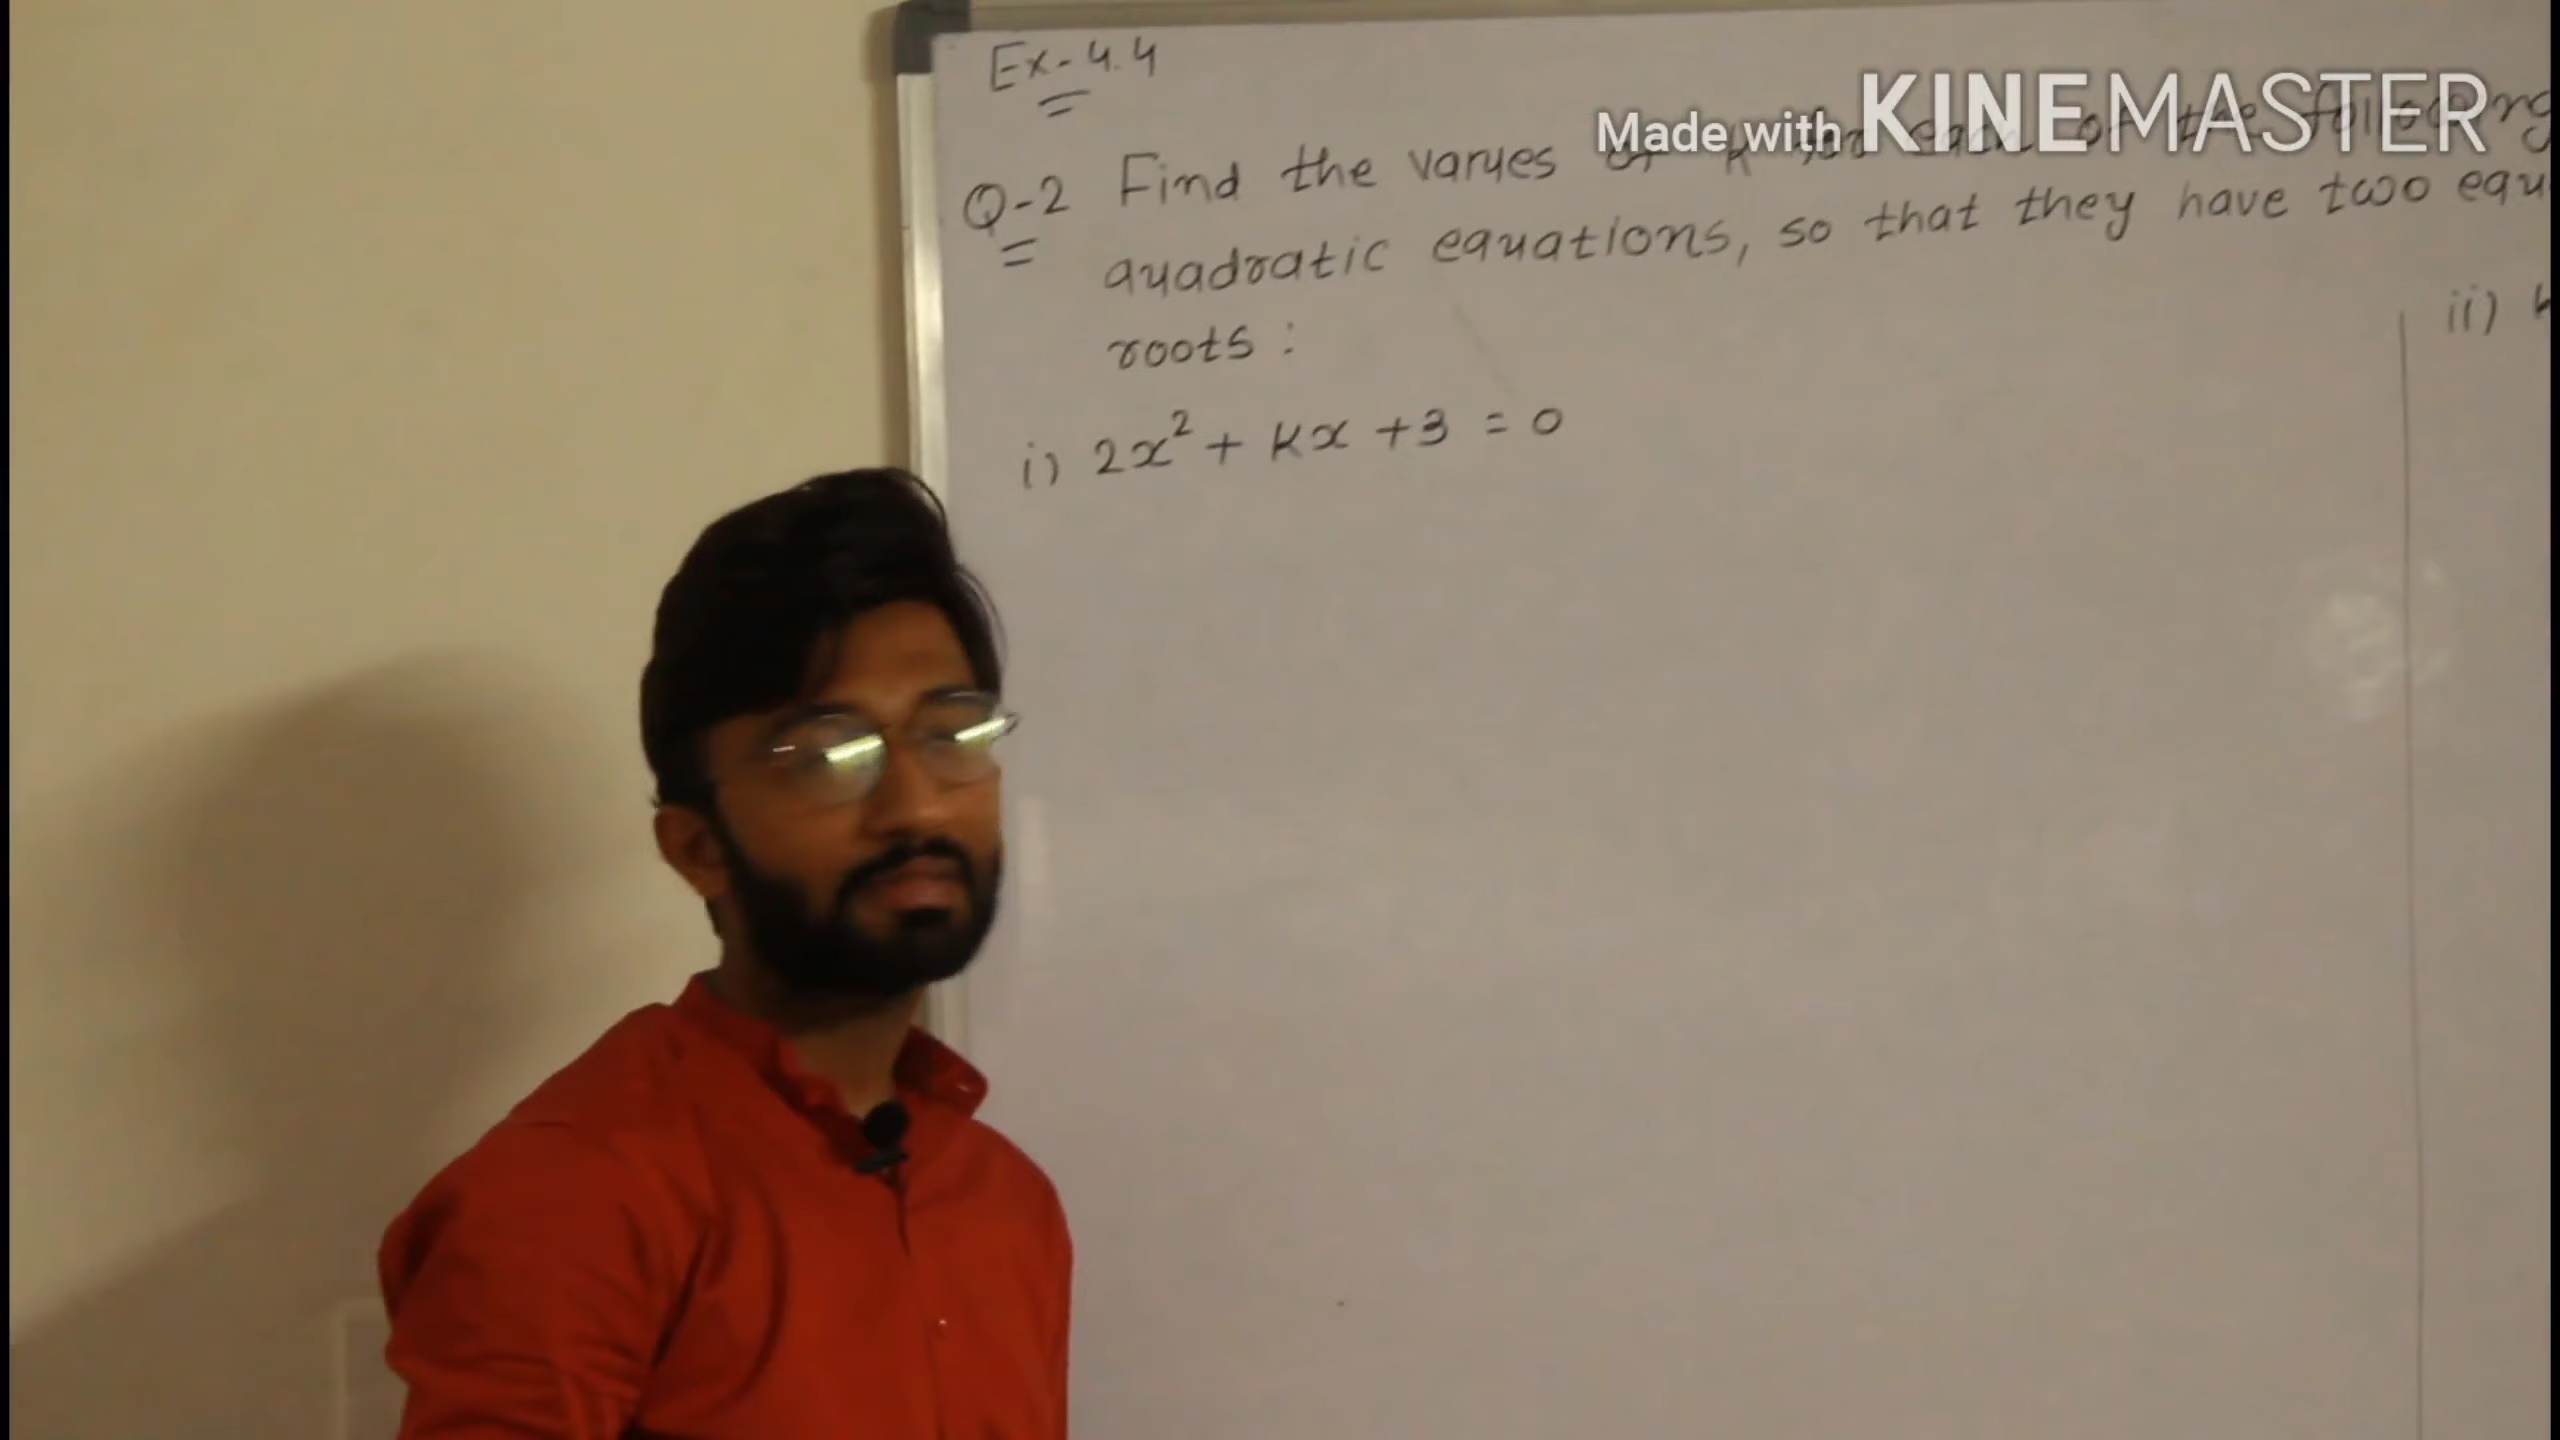 Ex-4.4
Made with KINEMASTER
Q-2 Find the values of K for each of the following
quadratic equations, so that they have two equ
roots :
i) 2x² + Kx + 3 = 0
ii) k